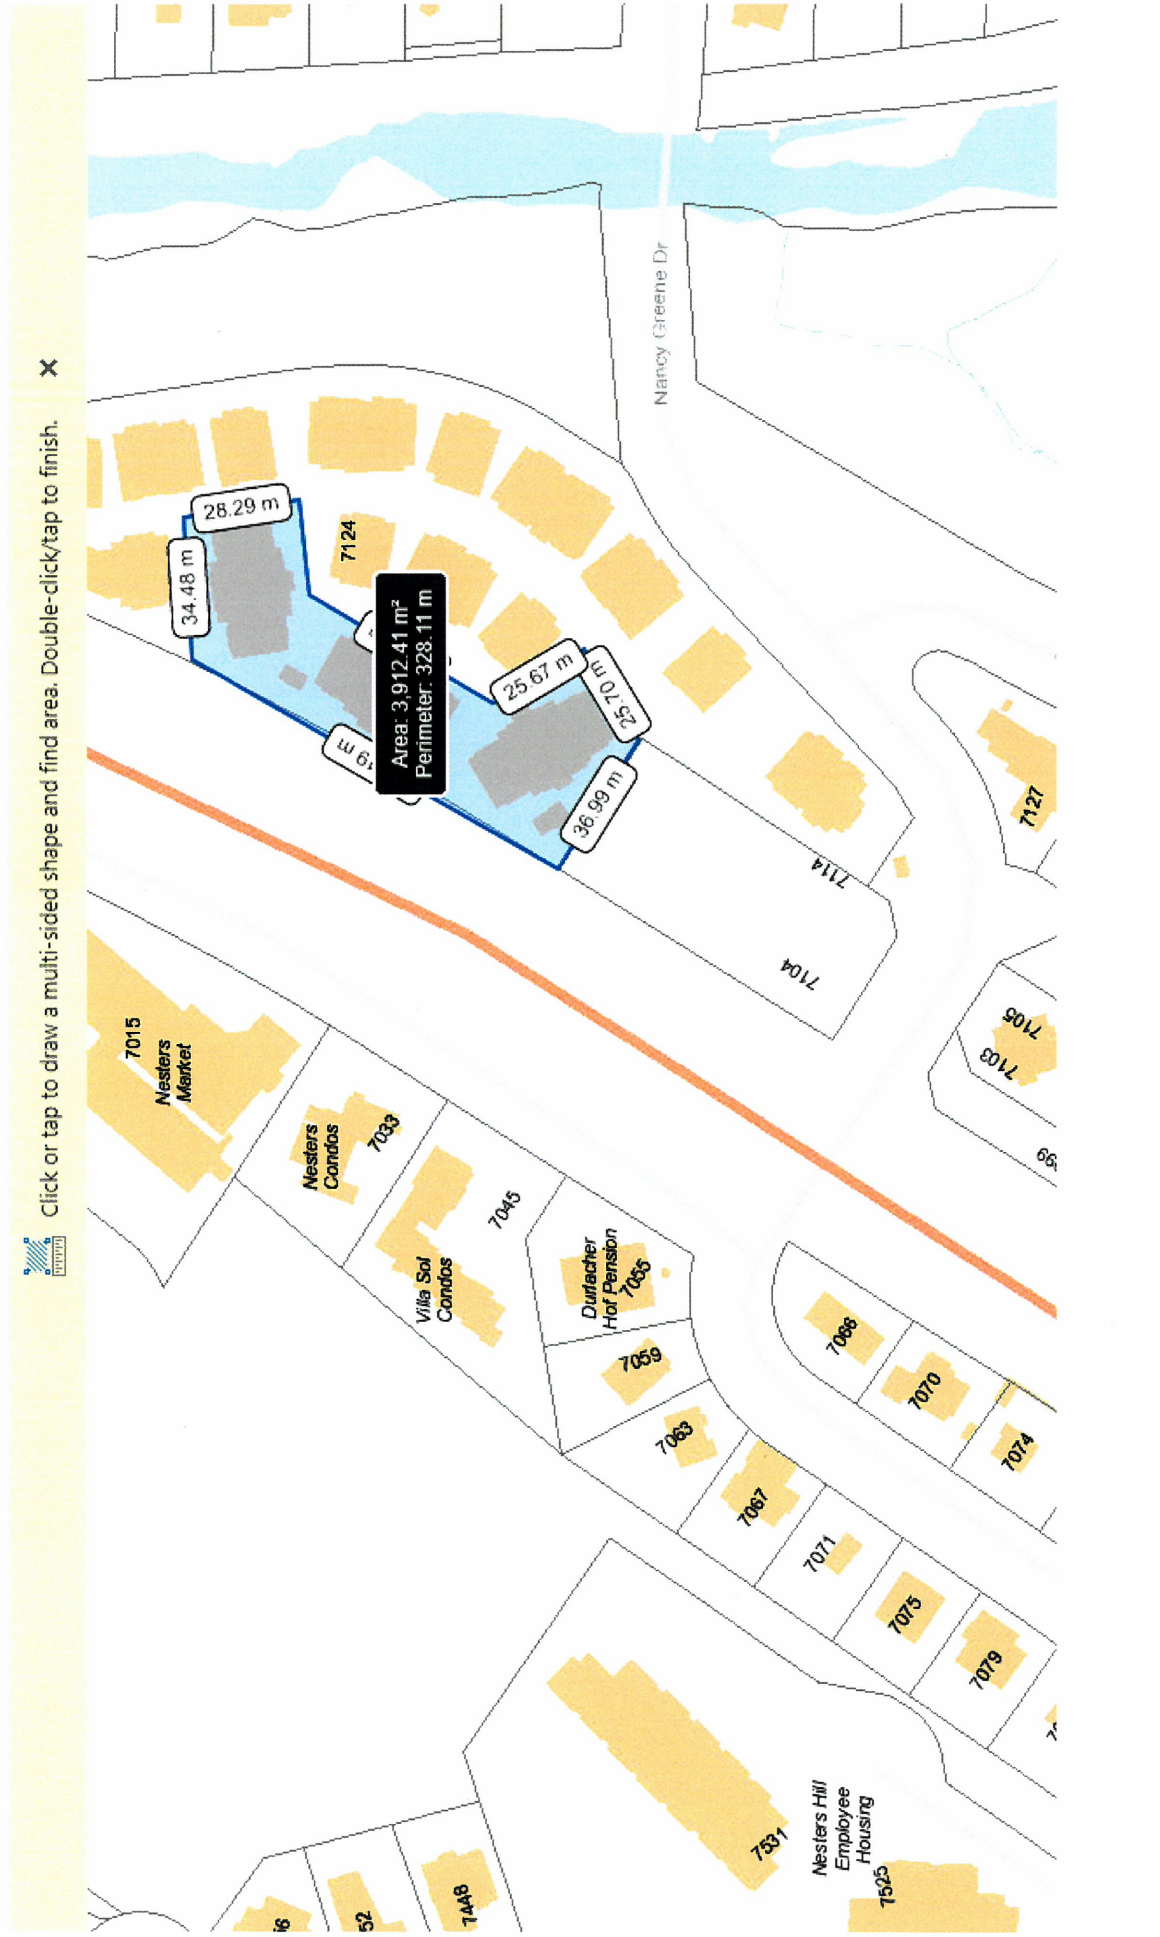 Click or tap to draw a multi-sided shape and find area. Double-click/tap to finish.
Nancy Greene Dr
28.29 m
34.48 m
7124
Area: 3,912.41 m²
Perimeter: 328.11 m
25.67 m
25.70 m
36.99 m
19 m
7127
7114
7104
7105
7103
7015
Nesters
Market
Nesters
Condos
7033
7045
Villa Sol
Condos
Durlacher
Hof Pension
7055
7059
7063
7067
7071
7075
7079
7066
7070
7074
7531
Nesters Hill
Employee
Housing
7525
7448
52